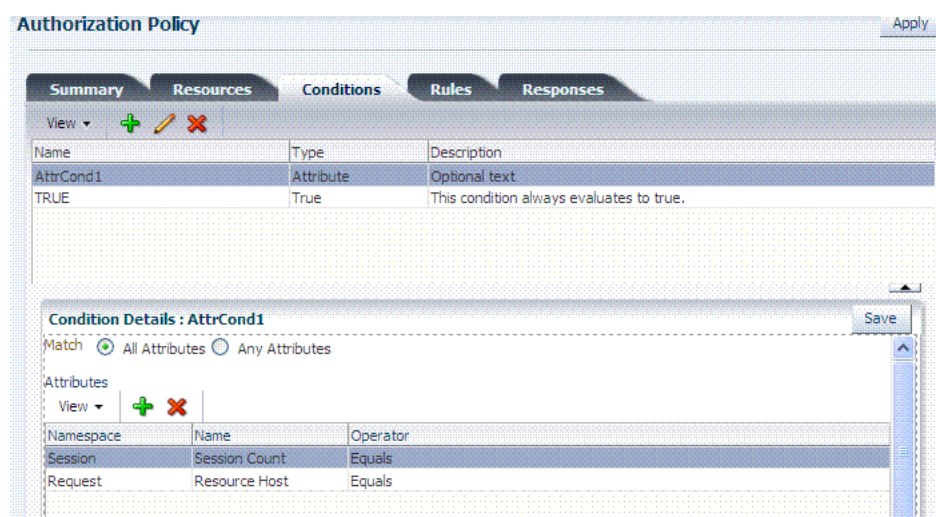 Authorization Policy
Apply
Summary Resources Conditions Rules Responses
View
Name Type Description
AttrCond1 Attribute Optional text
TRUE True This condition always evaluates to true.
Condition Details : AttrCond1
Save
Match All Attributes Any Attributes
Attributes
View
Namespace Name Operator
Session Session Count Equals
Request Resource Host Equals